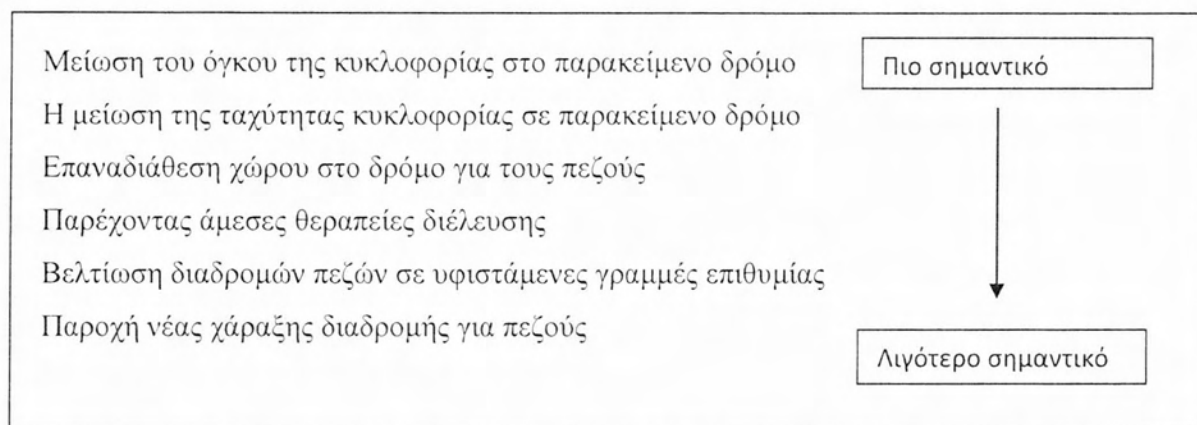 Μείωση του όγκου της κυκλοφορίας στο παρακείμενο δρόμο
Η μείωση της ταχύτητας κυκλοφορίας σε παρακείμενο δρόμο
Επαναδιάθεση χώρου στο δρόμο για τους πεζούς
Παρέχοντας άμεσες θεραπείες διέλευσης
Βελτίωση διαδρομών πεζών σε υφιστάμενες γραμμές επιθυμίας
Παροχή νέας χάραξης διαδρομής για πεζούς
Πιο σημαντικό
Λιγότερο σημαντικό